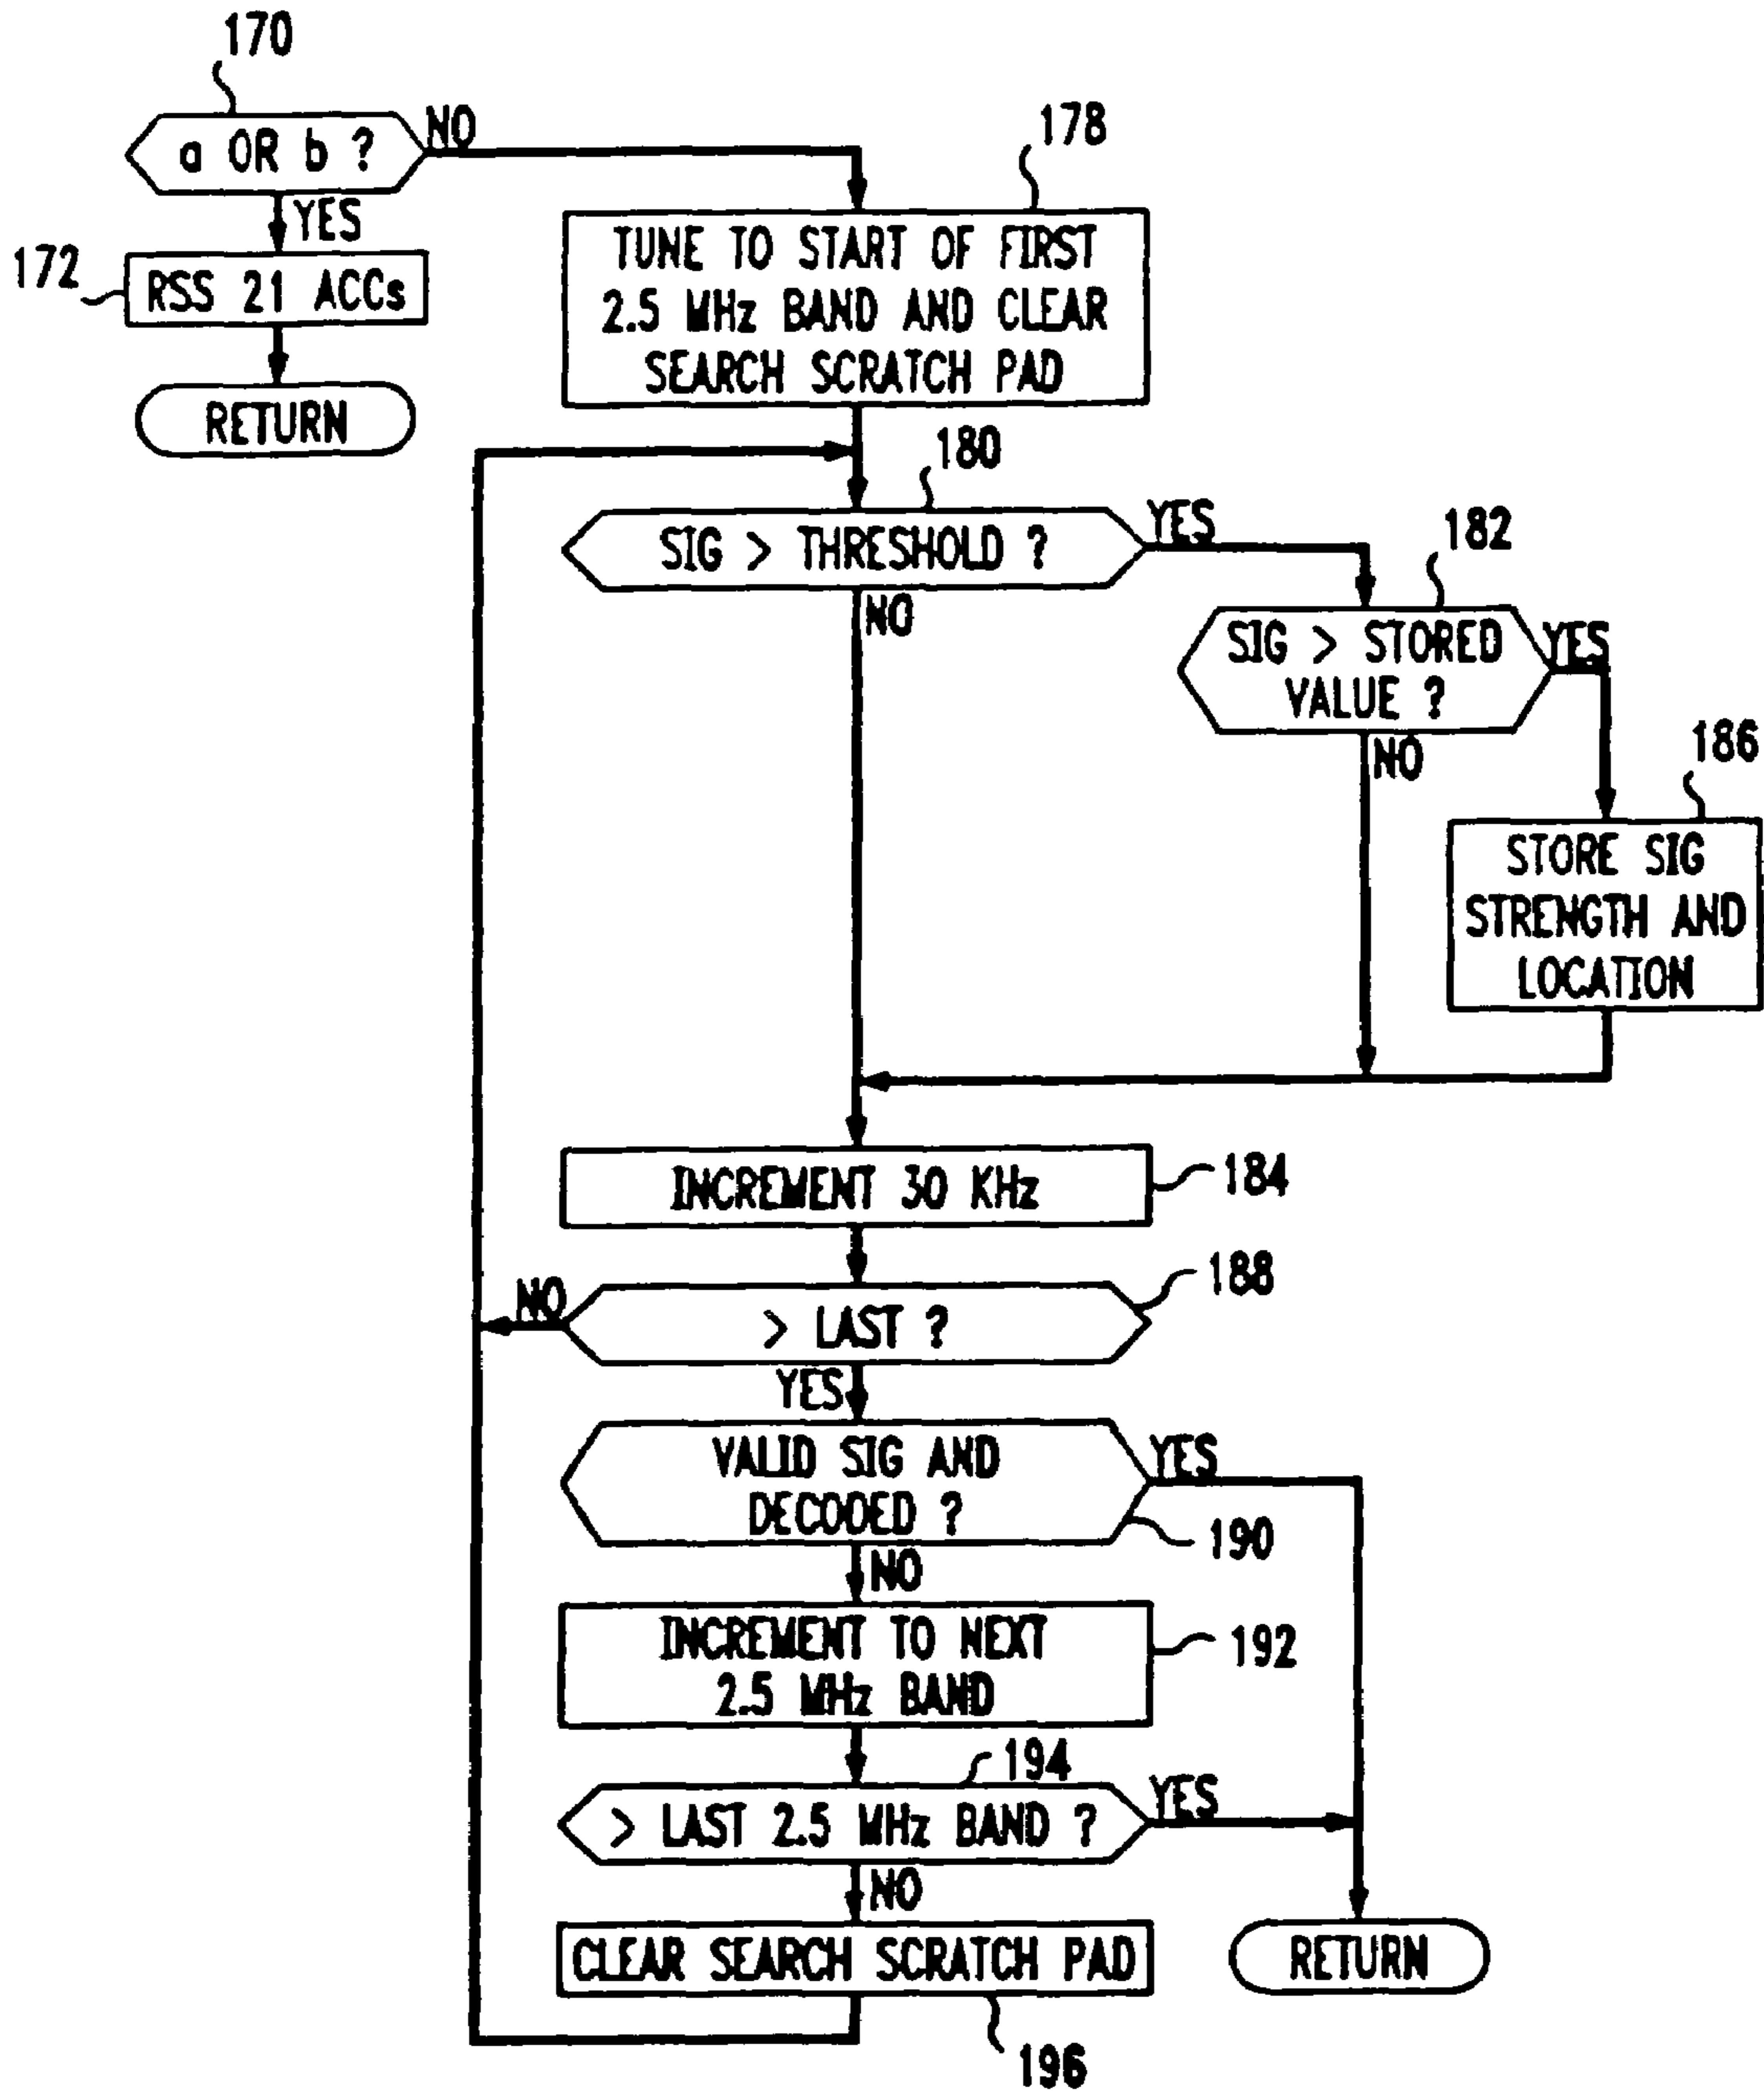 170
a OR b ?
NO
YES
172
RSS 21 ACCs
RETURN
178
TUNE TO START OF FIRST
2.5 MHz BAND AND CLEAR
SEARCH SCRATCH PAD
180
SIG > THRESHOLD ?
YES
NO
182
SIG > STORED
VALUE ?
YES
NO
186
STORE SIG
STRENGTH AND
LOCATION
INCREMENT 30 KHz
184
188
NO
> LAST ?
YES
VALID SIG AND
DECODED ?
YES
190
NO
INCREMENT TO NEXT
2.5 MHz BAND
192
194
> LAST 2.5 MHz BAND ?
YES
NO
CLEAR SEARCH SCRATCH PAD
196
RETURN